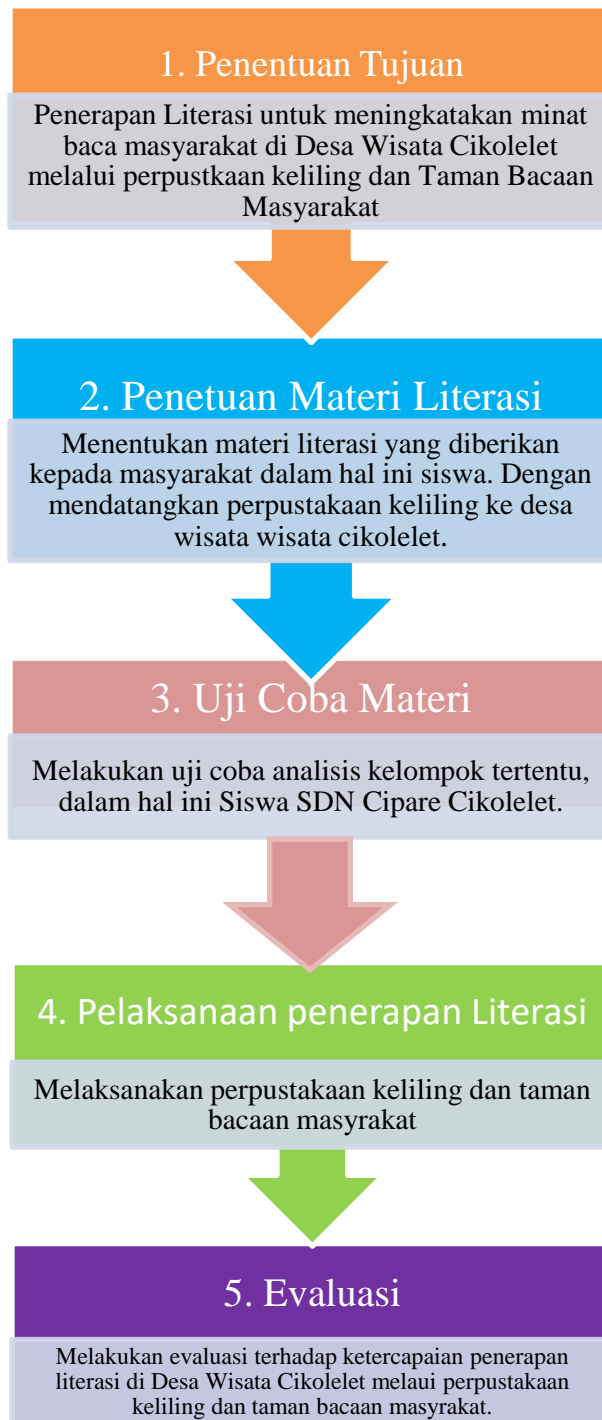 1. Penentuan Tujuan
Penerapan Literasi untuk meningkatakan minat
baca masyarakat di Desa Wisata Cikolelet
melalui perpustkaan keliling dan Taman Bacaan
Masyarakat
2. Penetuan Materi Literasi
Menentukan materi literasi yang diberikan
kepada masyarakat dalam hal ini siswa. Dengan
mendatangkan perpustakaan keliling ke desa
wisata wisata cikolelet.
3. Uji Coba Materi
Melakukan uji coba analisis kelompok tertentu,
dalam hal ini Siswa SDN Cipare Cikolelet.
4. Pelaksanaan penerapan Literasi
Melaksanakan perpustakaan keliling dan taman
bacaan masyrakat
5. Evaluasi
Melakukan evaluasi terhadap ketercapaian penerapan
literasi di Desa Wisata Cikolelet melaui perpustakaan
keliling dan taman bacaan masyrakat.